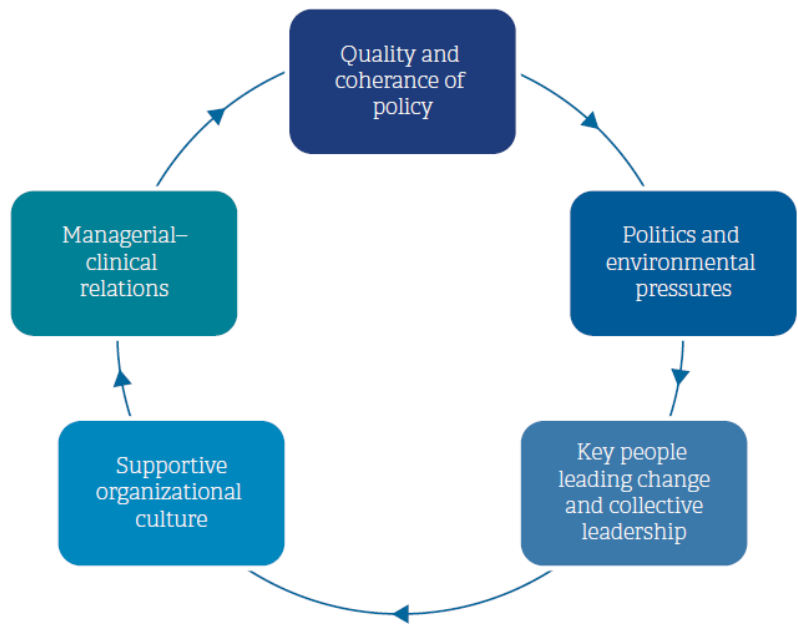 Quality and
coherance of
policy
Politics and
environmental
pressures
Key people
leading change
and collective
leadership
Supportive
organizational
culture
Managerial–
clinical
relations